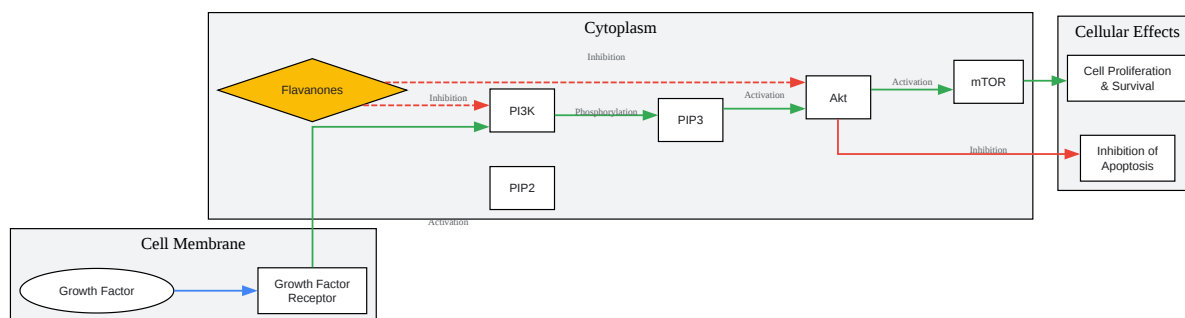 Cytoplasm
Cellular Effects
Inhibition
Flavanones
Inhibition
PI3K
Phosphorylation
PIP3
Activation
Akt
Activation
mTOR
Cell Proliferation
& Survival
Inhibition
Inhibition of
Apoptosis
PIP2
Activation
Cell Membrane
Growth Factor
Growth Factor
Receptor